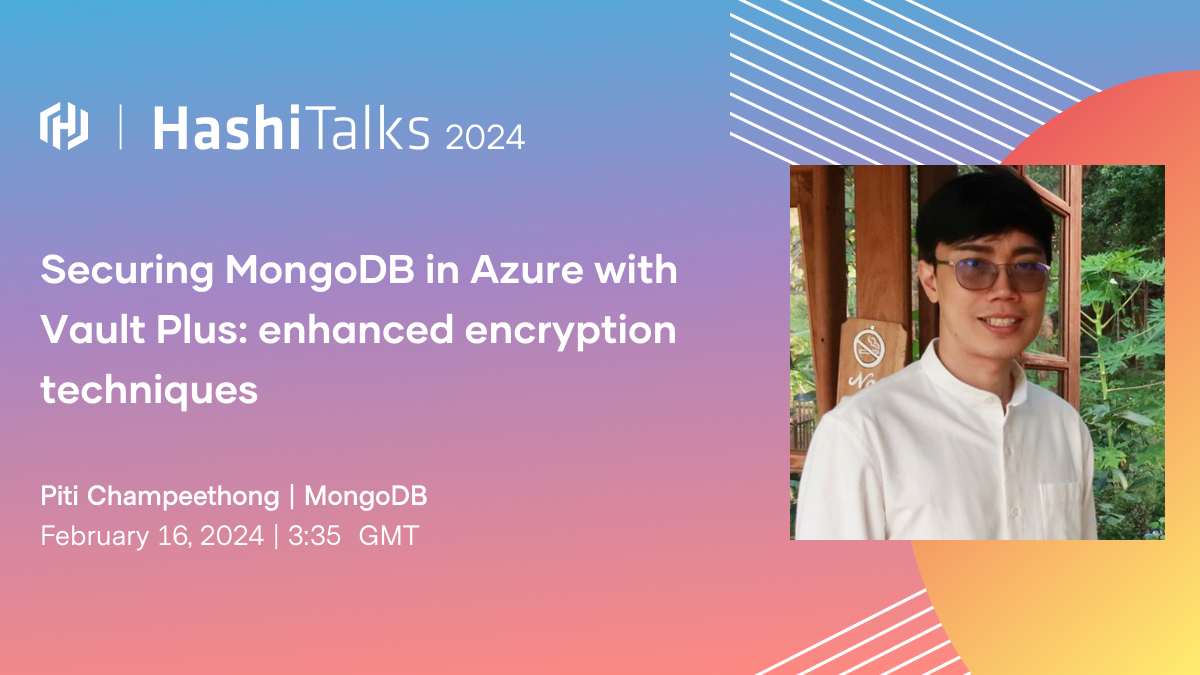 HashiTalks 2024
Securing MongoDB in Azure with
Vault Plus: enhanced encryption
techniques
Piti Champeethong | MongoDB
February 16, 2024 | 3:35 GMT